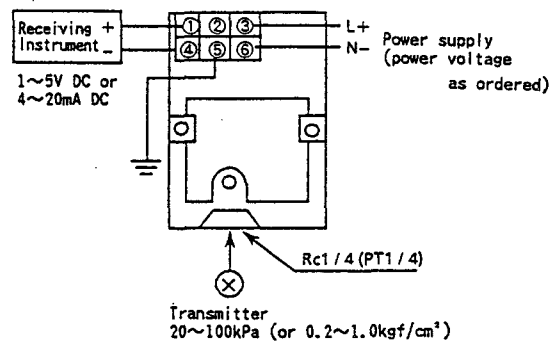 Receiving +
Instrument -
1～5V DC or
4～20mA DC
① ② ③
④ ⑤ ⑥
L+
N-
Power supply
(power voltage
as ordered)
Rc1/4 (PT1/4)
Transmitter
20～100kPa (or 0.2～1.0kgf/cm²)